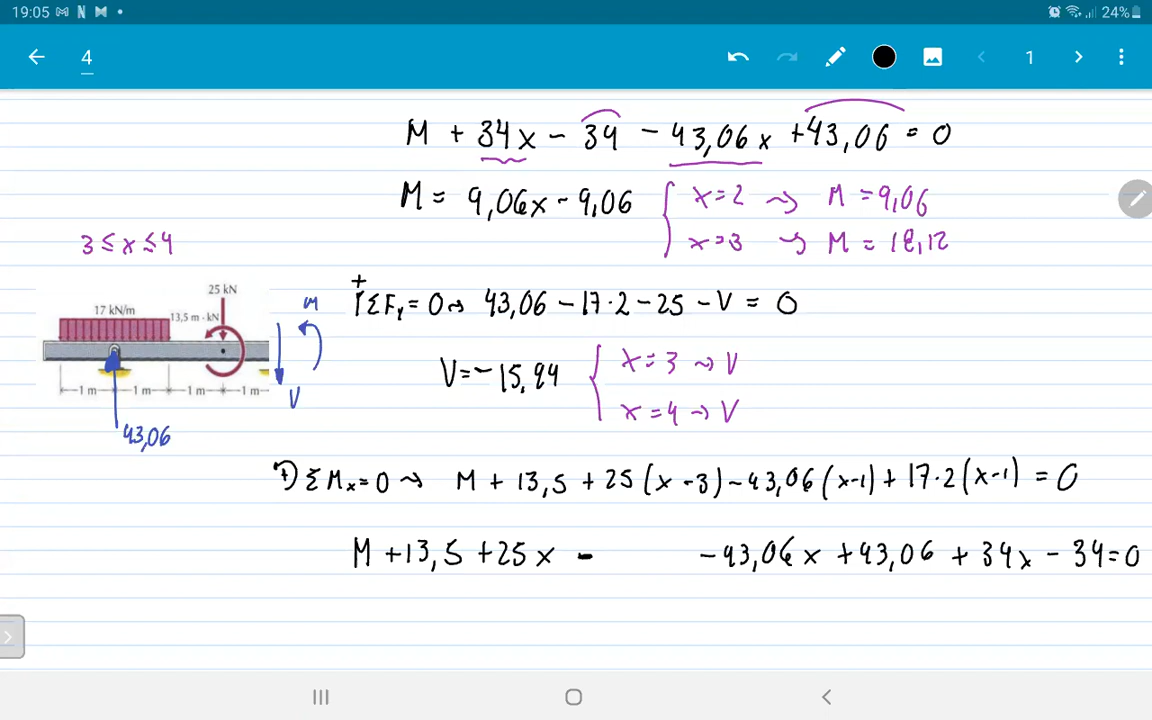 19:05 24%
4 1
M + 34x - 34 - 43,06x + 43,06 = 0
M = 9,06x - 9,06 { x=2 ⇝ M = 9,06
x=3 ⇝ M = 18,12
3 ≤ x ≤ 4
+↑ΣFy = 0 ⇝ 43,06 - 17·2 - 25 - V = 0
25 kN
17 kN/m
13,5 m · kN
M
V
1 m 1 m 1 m 1 m
43,06
V = -15,94 { x=3 ⇝ V
x=4 → V
+ΣMx=0 ⇝ M + 13,5 + 25(x-3) - 43,06(x-1) + 17·2(x-1) = 0
M + 13,5 + 25x - - 43,06x + 43,06 + 34x - 34 = 0